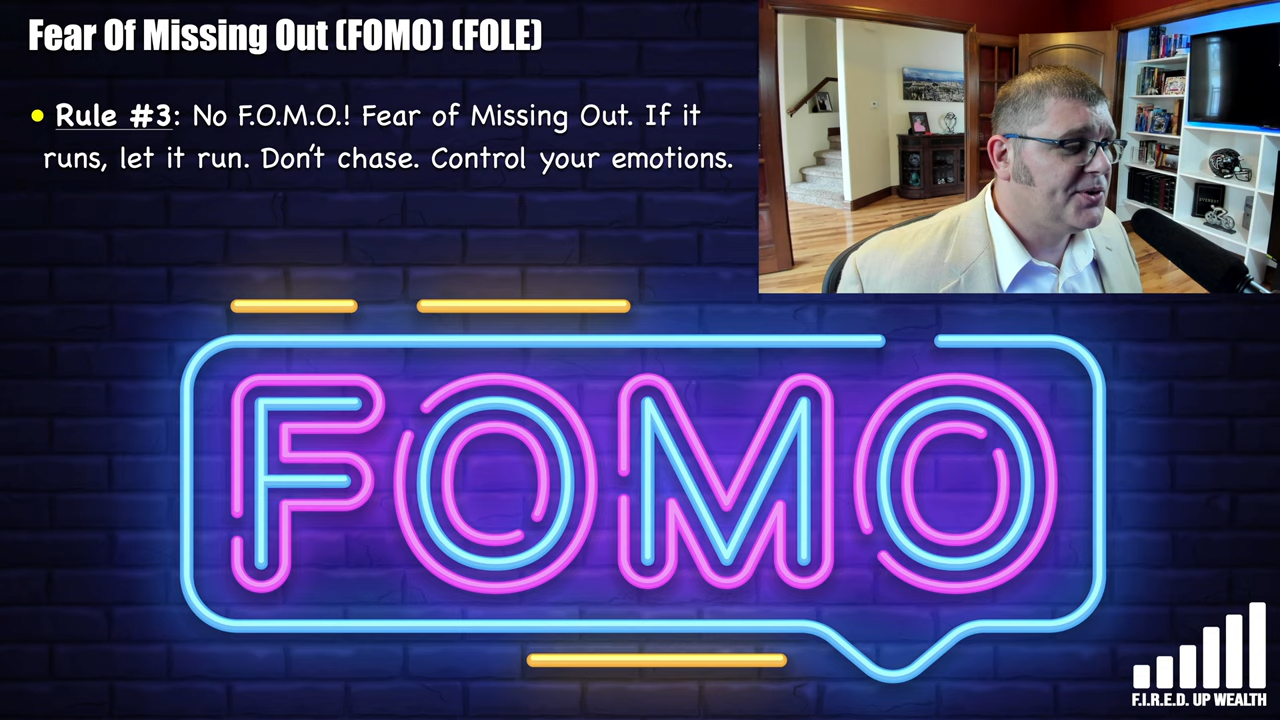 Fear Of Missing Out (FOMO) (FOLE)
• Rule #3: No F.O.M.O.! Fear of Missing Out. If it
runs, let it run. Don't chase. Control your emotions.
FOMO
F.I.R.E.D. UP WEALTH